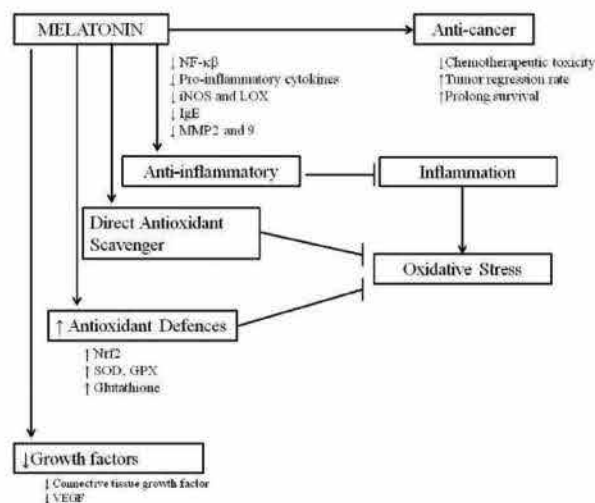 MELATONIN
Anti-cancer
↓ NF-κβ
↓ Pro-inflammatory cytokines
↓ iNOS and LOX
↓ IgE
↓ MMP2 and 9
↓Chemotherapeutic toxicity
↑Tumor regression rate
↑Prolong survival
Anti-inflammatory
Inflammation
Direct Antioxidant
Scavenger
Oxidative Stress
↑ Antioxidant Defences
↑ Nrf2
↑ SOD, GPX
↑ Glutathione
↓Growth factors
↓ Connective tissue growth factor
↓ VEGF